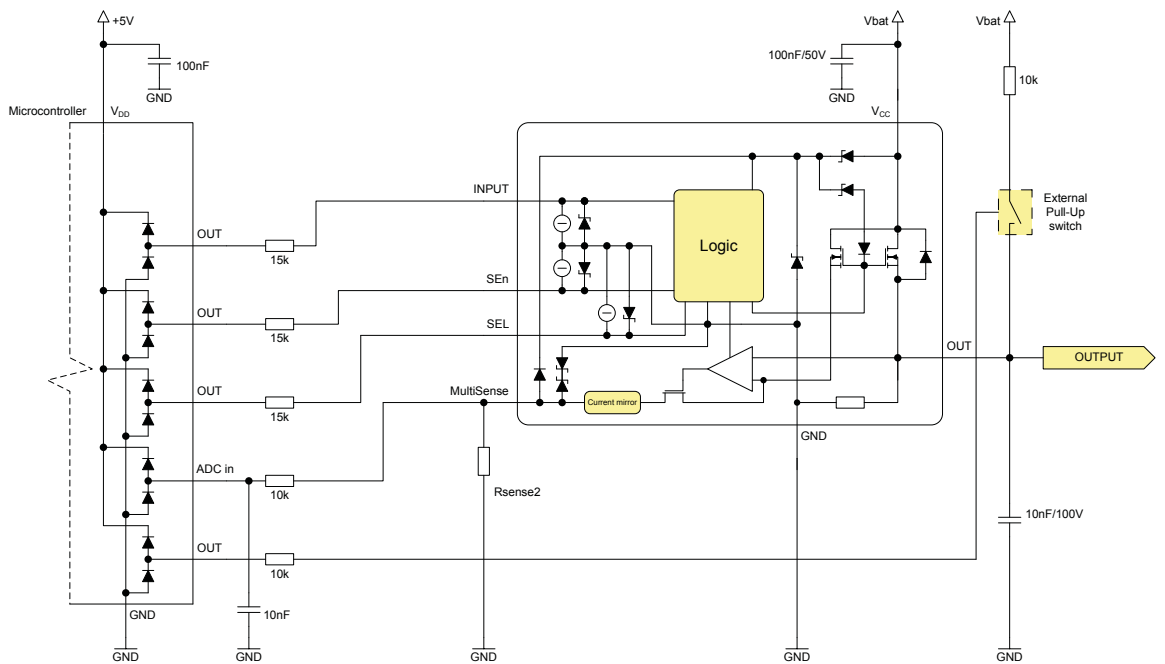 +5V
Vbat
Vbat
100nF
100nF/50V
10k
GND
GND
Microcontroller
VDD
VCC
INPUT
External
Pull-Up
switch
OUT
15k
Logic
SEn
OUT
15k
SEL
OUT
OUTPUT
OUT
15k
MultiSense
Current mirror
GND
ADC in
10k
Rsense2
10nF/100V
OUT
10k
GND
10nF
GND
GND
GND
GND
GND